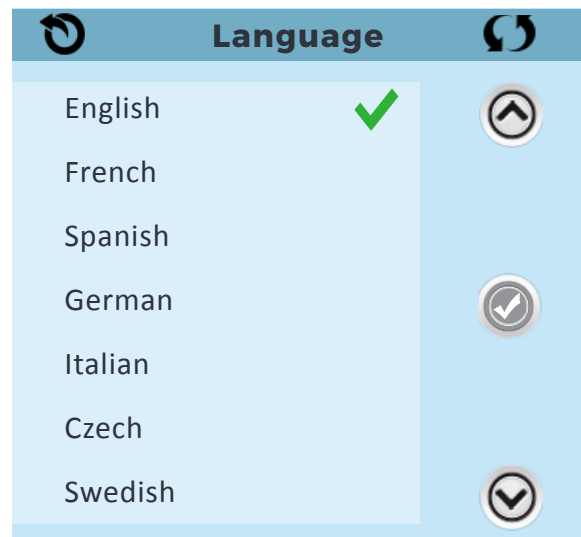 Language
English
French
Spanish
German
Italian
Czech
Swedish